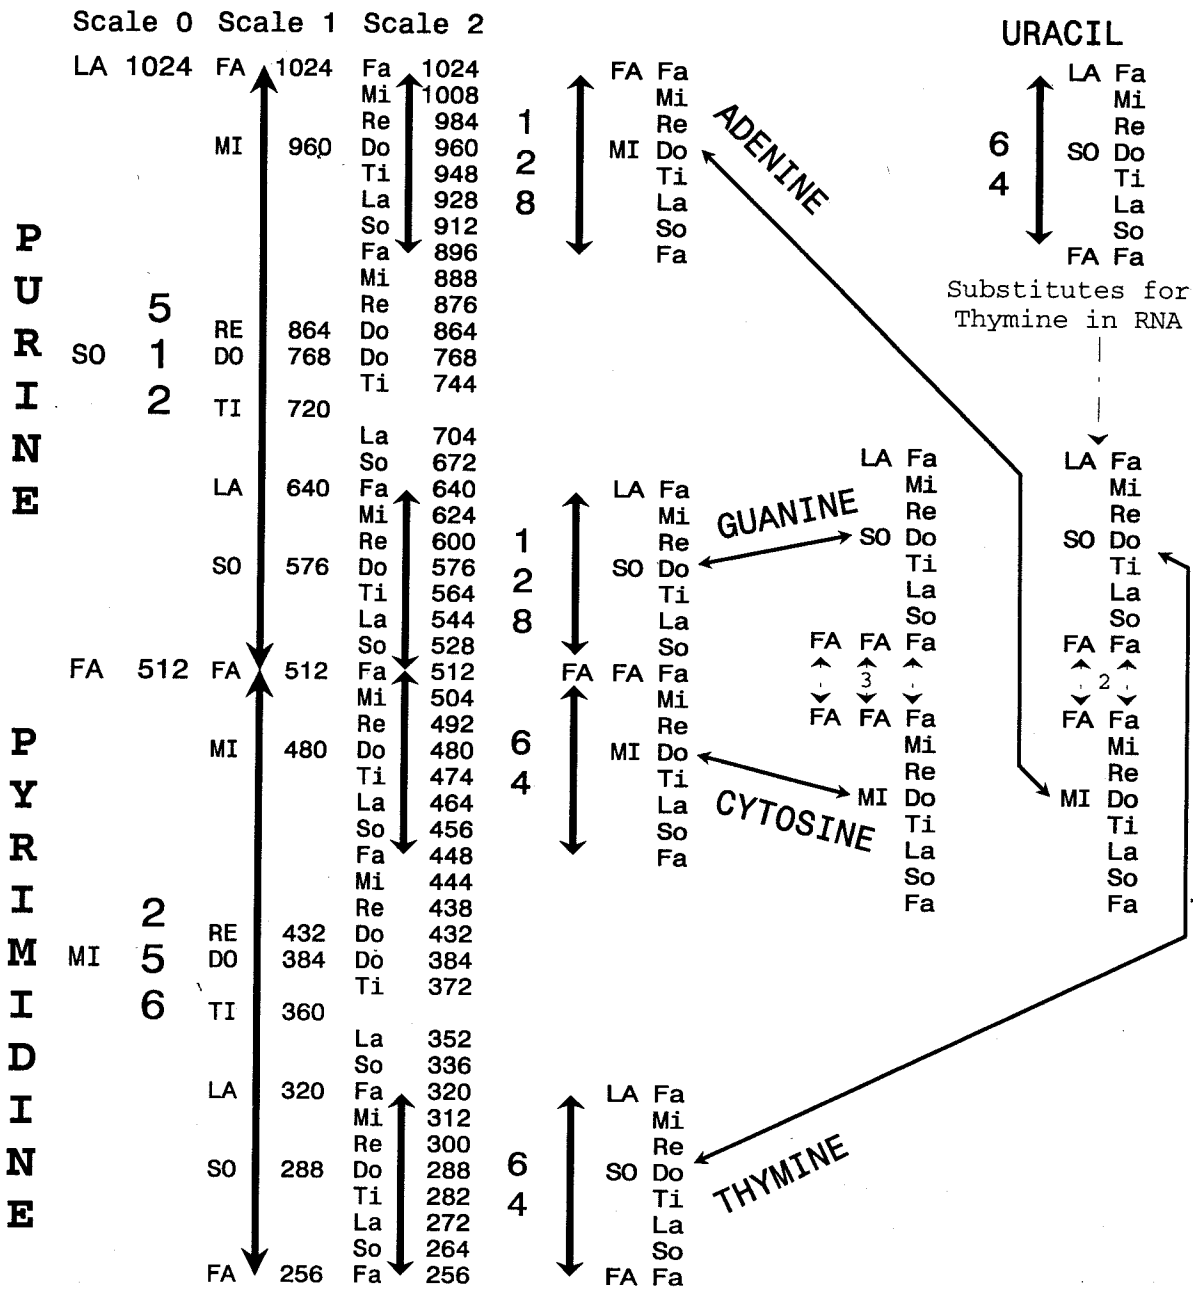 Scale 0 Scale 1 Scale 2
URACIL
LA 1024 FA 1024 Fa 1024 FA Fa LA Fa
Mi 1008 Mi Mi
Re 984 1 Re Re
MI 960 Do 960 2 MI Do 6 SO Do
Ti 948 Ti 4 Ti
La 928 8 La La
So 912 So So
Fa 896 Fa FA Fa
ADENINE
Mi 888
Substitutes for
Re 876
Thymine in RNA
5
RE 864 Do 864
SO 1 DO 768 Do 768
Ti 744
2 TI 720
La 704
So 672
PURINE
LA 640 Fa 640 LA Fa
Mi 624 Mi
Re 600 1 Re
SO 576 Do 576 2 SO Do
Ti 564 Ti
La 544 8 La
So 528 So
GUANINE
LA Fa LA Fa
Mi Mi
Re Re
SO Do SO Do
Ti Ti
La La
So So
FA FA Fa FA Fa
3 2
FA FA Fa FA Fa
Mi Mi
Re Re
MI Do MI Do
Ti Ti
La La
So So
Fa Fa
FA 512 FA 512 Fa 512 FA FA Fa
Mi 504 Mi
Re 492 Re
MI 480 Do 480 6 MI Do
Ti 474 4 Ti
La 464 La
So 456 So
Fa 448 Fa
CYTOSINE
Mi 444
Re 438
2
RE 432 Do 432
MI 5 DO 384 Do 384
Ti 372
6 TI 360
La 352
So 336
PYRIMIDINE
LA 320 Fa 320 LA Fa
Mi 312 Mi
Re 300 Re
SO 288 Do 288 6 SO Do
Ti 282 4 Ti
La 272 La
So 264 So
FA 256 Fa 256 FA Fa
THYMINE